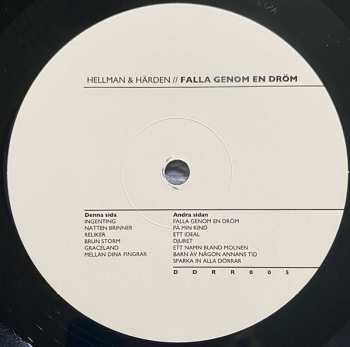 HELLMAN & HÄRDEN // FALLA GENOM EN DRÖM
Denna sida
INGENTING
NATTEN BRINNER
RELIKER
BRUN STORM
GRACELAND
MELLAN DINA FINGRAR
Andra sidan
FALLA GENOM EN DRÖM
PÅ MIN KIND
ETT IDEAL
DJURET
ETT NAMN BLAND MOLNEN
BARN AV NÅGON ANNANS TID
SPARKA IN ALLA DÖRRAR
D D R R 0 0 5